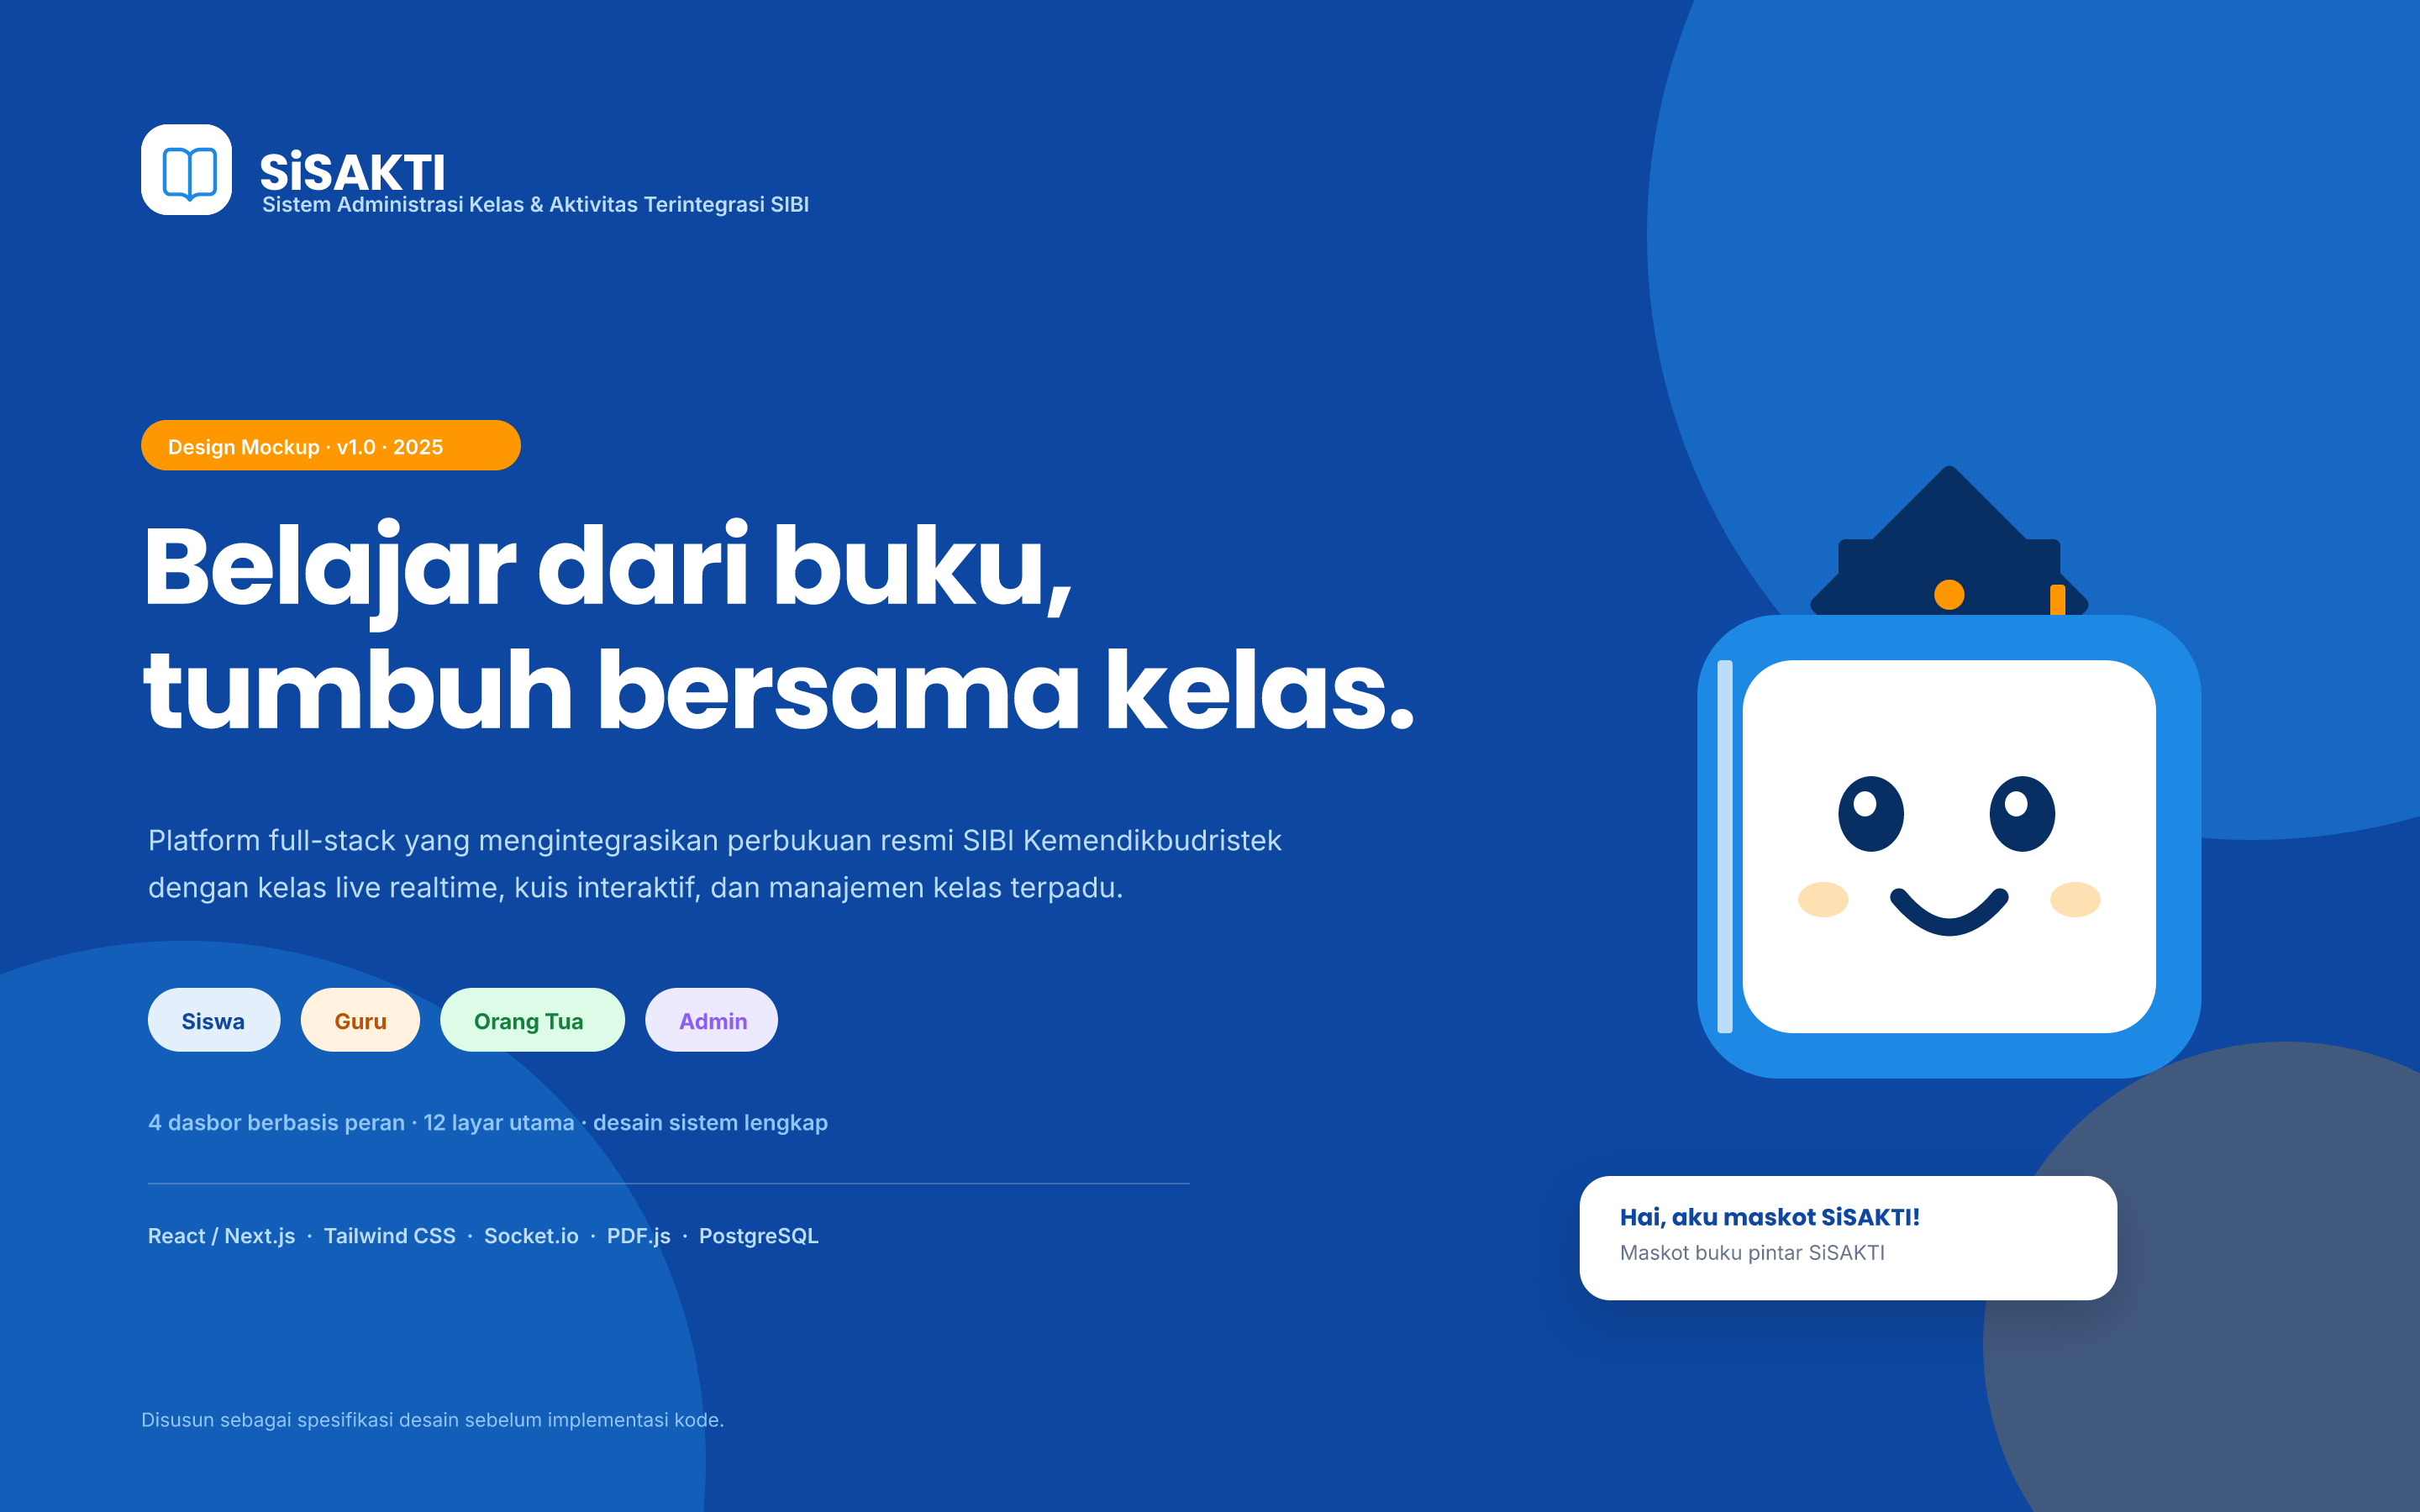 SiSAKTI
Sistem Administrasi Kelas & Aktivitas Terintegrasi SIBI
Design Mockup · v1.0 · 2025
Belajar dari buku,
tumbuh bersama kelas.
Platform full-stack yang mengintegrasikan perbukuan resmi SIBI Kemendikbudristek
dengan kelas live realtime, kuis interaktif, dan manajemen kelas terpadu.
Siswa Guru Orang Tua Admin
4 dasbor berbasis peran · 12 layar utama · desain sistem lengkap
React / Next.js · Tailwind CSS · Socket.io · PDF.js · PostgreSQL
Hai, aku maskot SiSAKTI!
Maskot buku pintar SiSAKTI
Disusun sebagai spesifikasi desain sebelum implementasi kode.